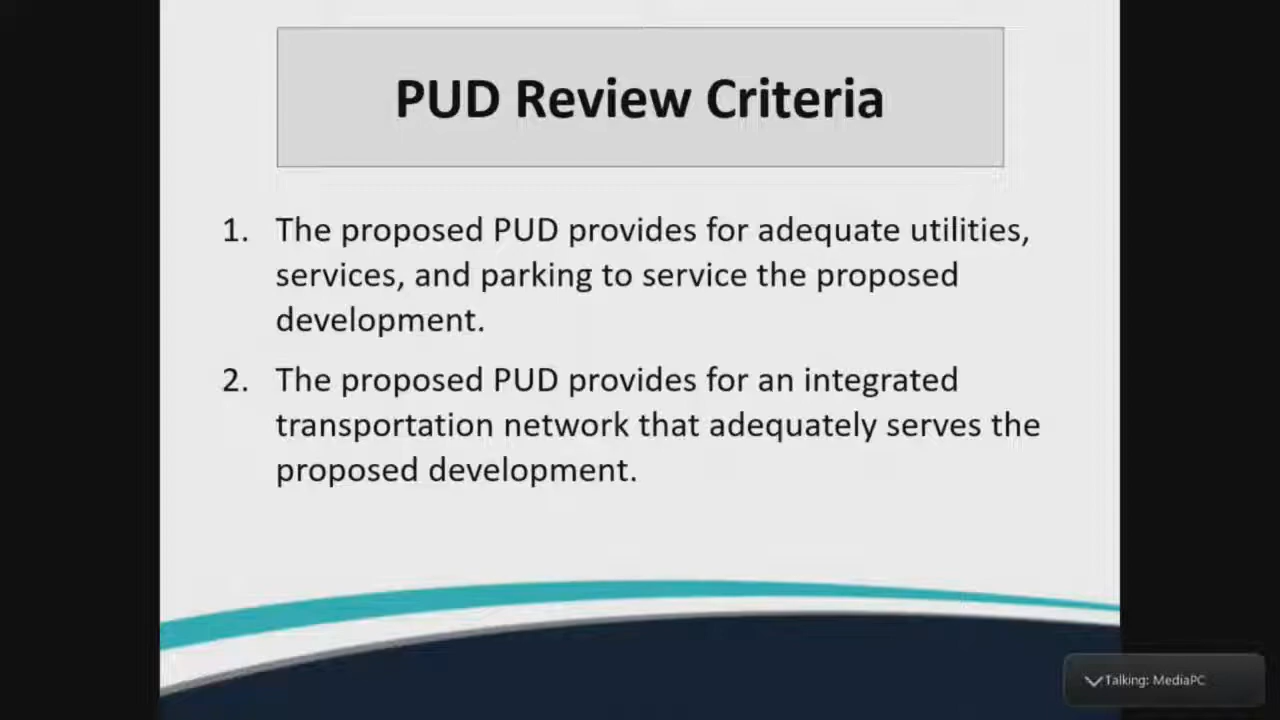 PUD Review Criteria
1. The proposed PUD provides for adequate utilities,
services, and parking to service the proposed
development.
2. The proposed PUD provides for an integrated
transportation network that adequately serves the
proposed development.
Talking: MediaPC